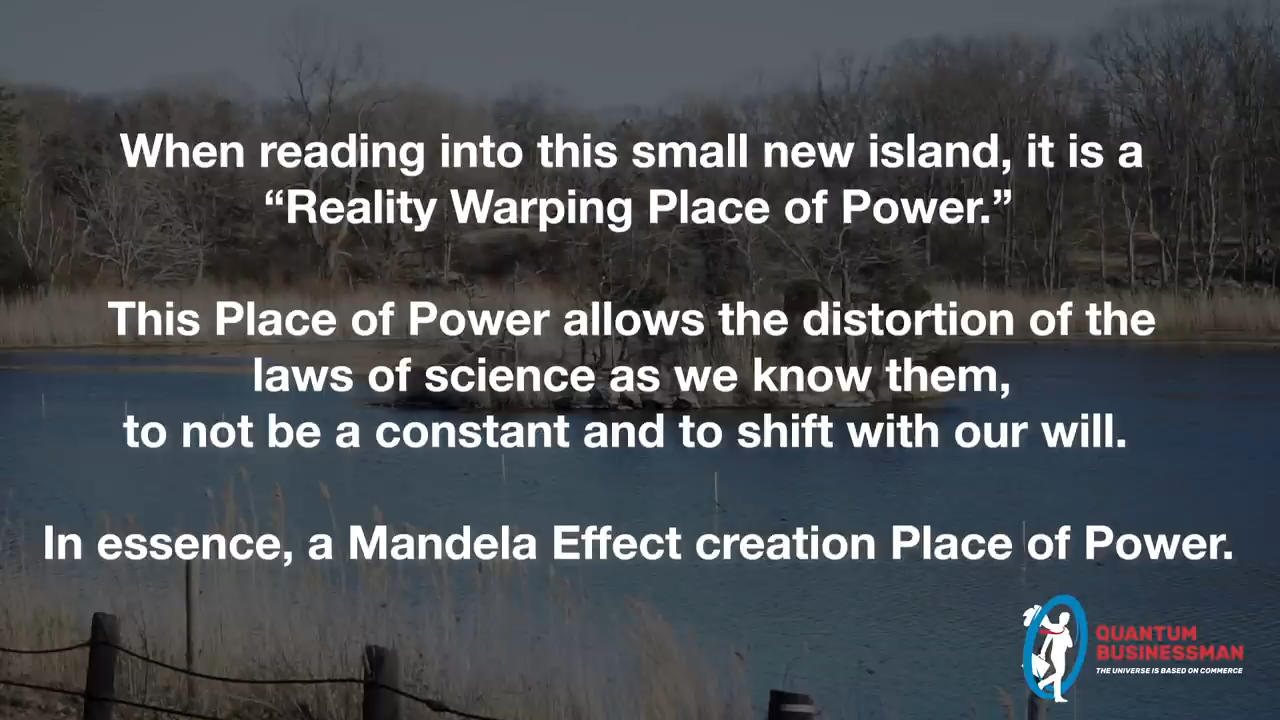 When reading into this small new island, it is a
“Reality Warping Place of Power.”
This Place of Power allows the distortion of the
laws of science as we know them,
to not be a constant and to shift with our will.
In essence, a Mandela Effect creation Place of Power.
QUANTUM
BUSINESSMAN
THE UNIVERSE IS BASED ON COMMERCE